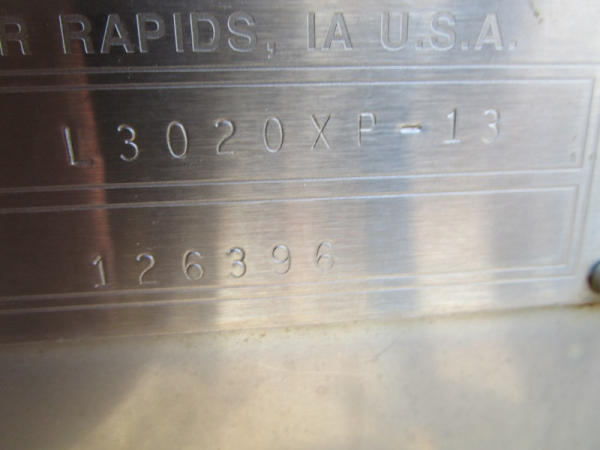 R RAPIDS, IA U.S.A.
L3020XP-13
126396